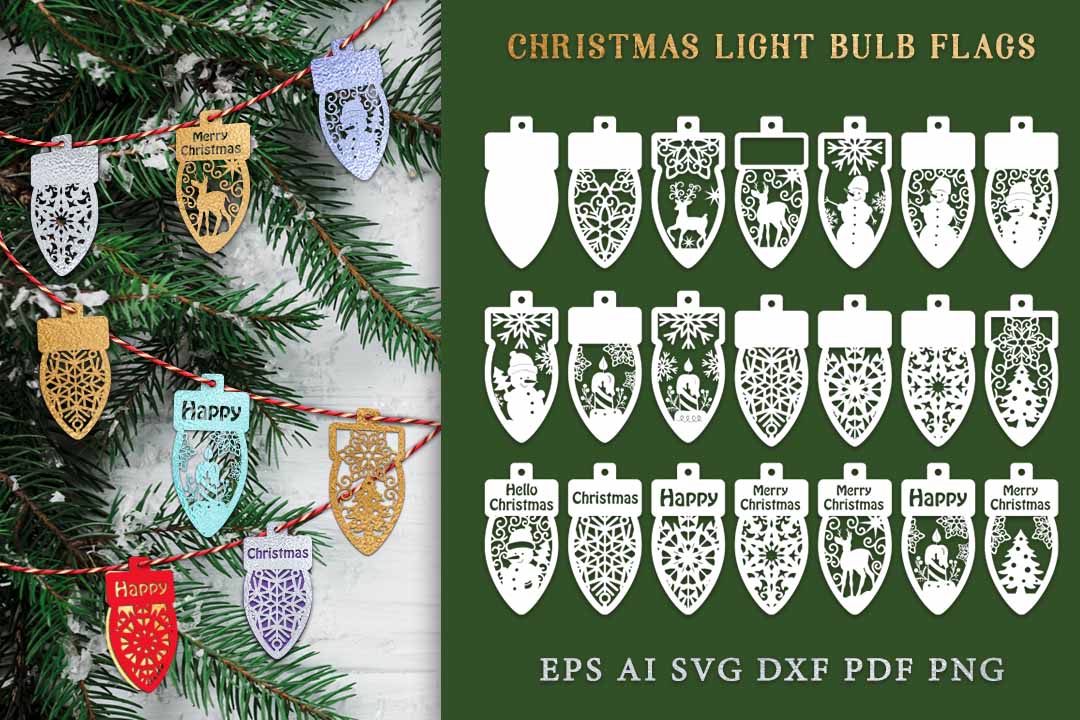 CHRISTMAS LIGHT BULB FLAGS
Merry
Christmas
Happy
Christmas
Happy
Hello
Christmas
Christmas
Happy
Merry
Christmas
Merry
Christmas
Happy
Merry
Christmas
EPS AI SVG DXF PDF PNG